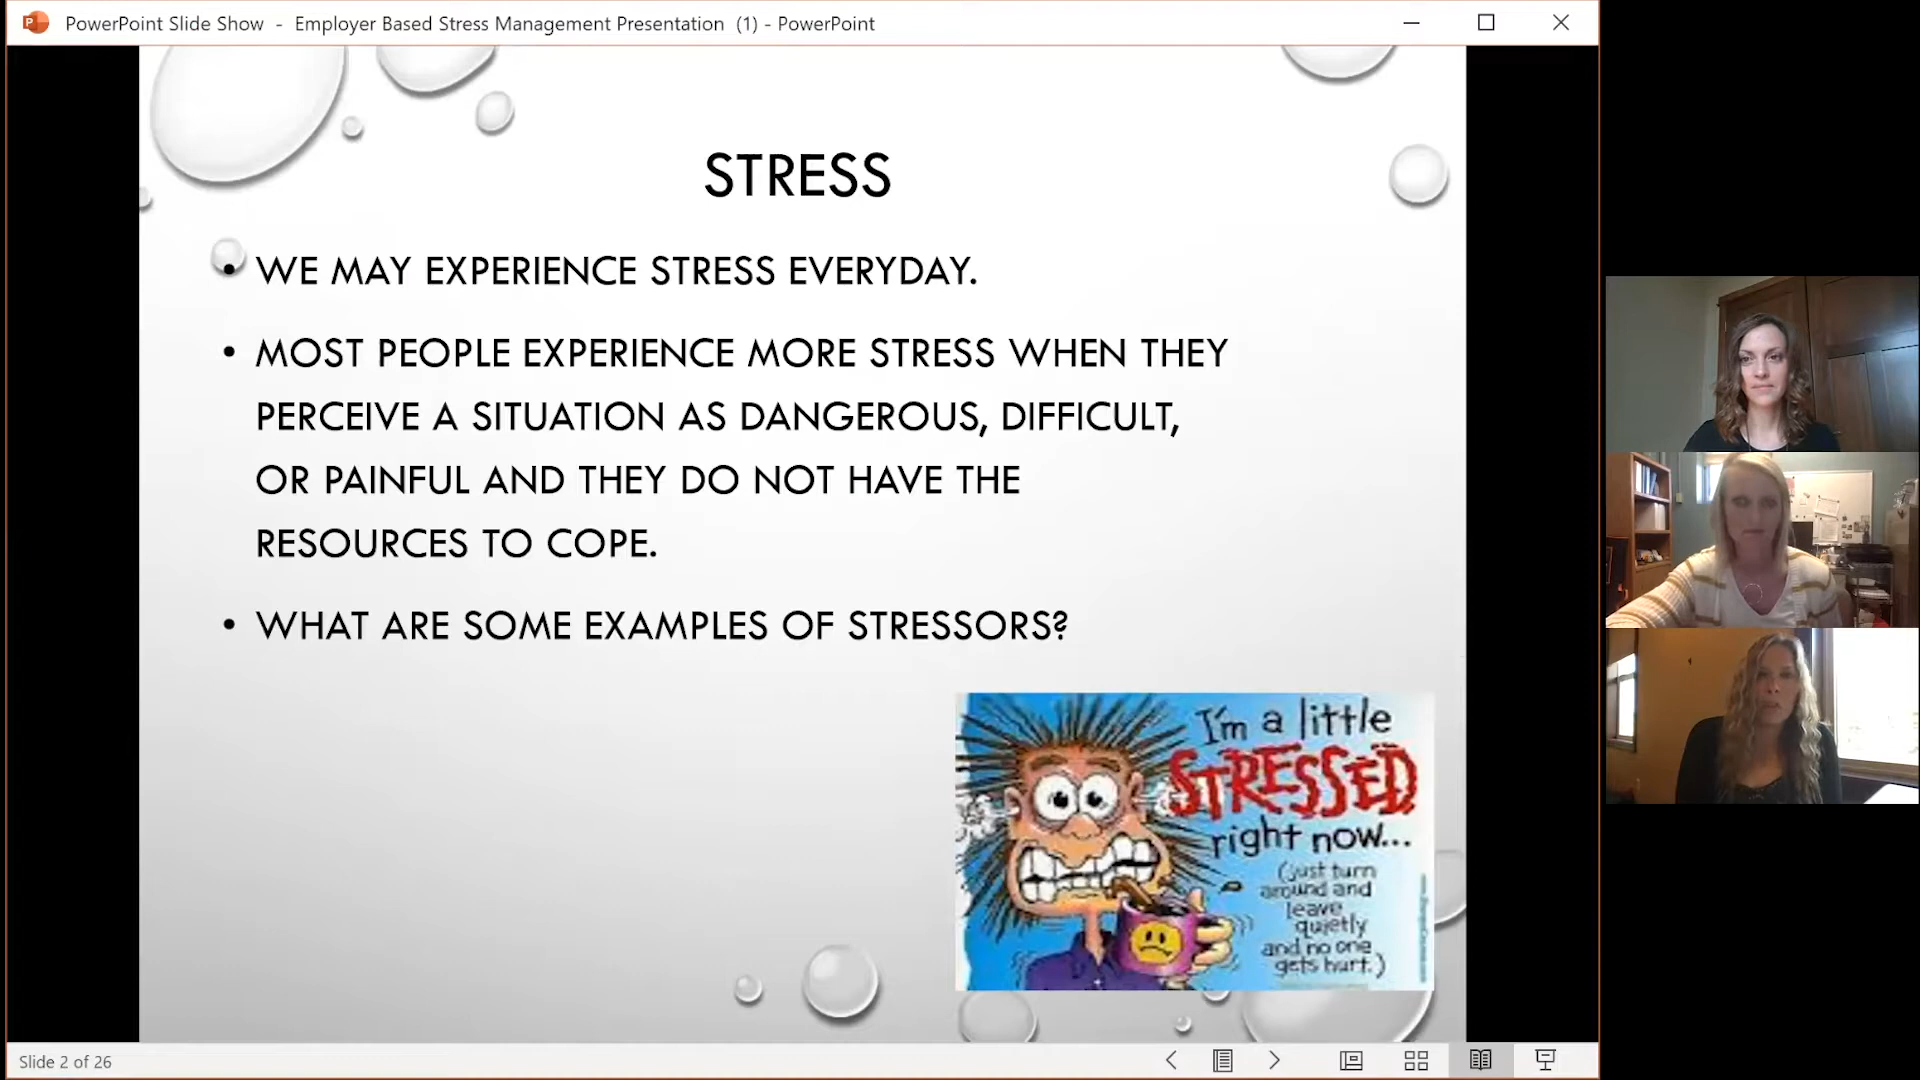 PowerPoint Slide Show - Employer Based Stress Management Presentation (1) - PowerPoint
STRESS
• WE MAY EXPERIENCE STRESS EVERYDAY.
• MOST PEOPLE EXPERIENCE MORE STRESS WHEN THEY
PERCEIVE A SITUATION AS DANGEROUS, DIFFICULT,
OR PAINFUL AND THEY DO NOT HAVE THE
RESOURCES TO COPE.
• WHAT ARE SOME EXAMPLES OF STRESSORS?
I'm a little
STRESSED
right now...
(just turn
around and
leave
quietly
and no one
gets hurt.)
Slide 2 of 26